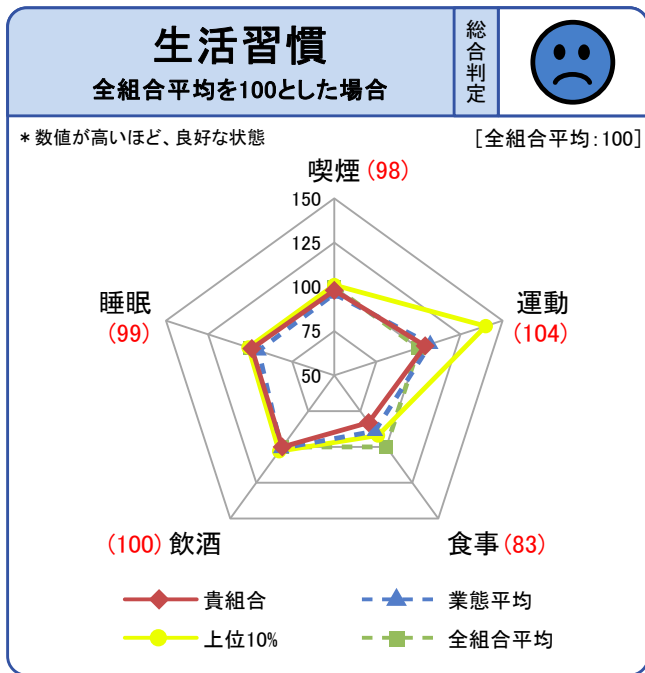 生活習慣
全組合平均を100とした場合
総合判定
*数値が高いほど、良好な状態
[全組合平均:100]
喫煙(98)
150
125
100
75
50
睡眠
(99)
運動
(104)
(100)飲酒
食事(83)
貴組合
業態平均
上位10%
全組合平均